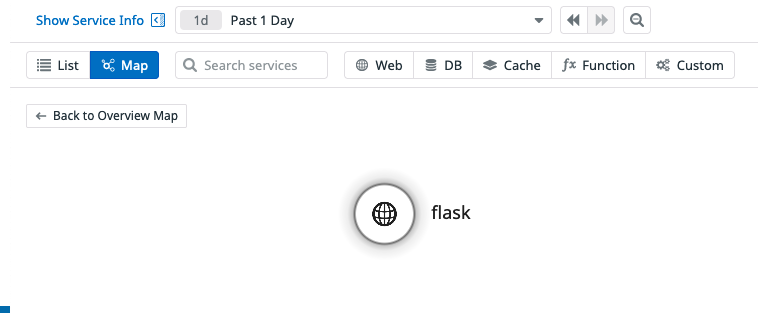 Show Service Info 1d Past 1 Day
List Map Search services Web DB Cache fx Function Custom
← Back to Overview Map
flask